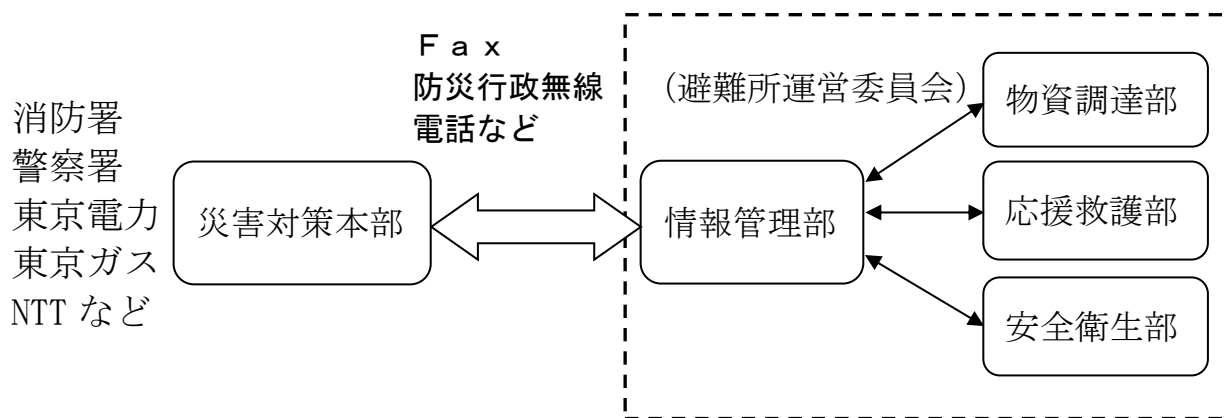 消防署
警察署
東京電力
東京ガス
NTT など
災害対策本部
Ｆａｘ
防災行政無線
電話など
(避難所運営委員会)
情報管理部
物資調達部
応援救護部
安全衛生部